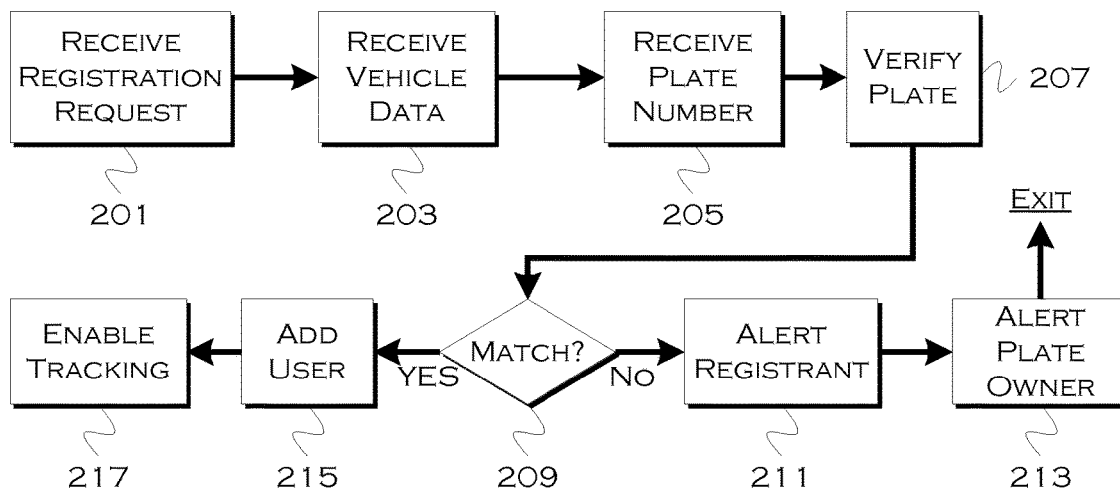 RECEIVE
REGISTRATION
REQUEST
201
RECEIVE
VEHICLE
DATA
203
RECEIVE
PLATE
NUMBER
205
VERIFY
PLATE
207
ENABLE
TRACKING
217
ADD
USER
215
YES
MATCH?
209
NO
ALERT
REGISTRANT
211
ALERT
PLATE
OWNER
213
EXIT